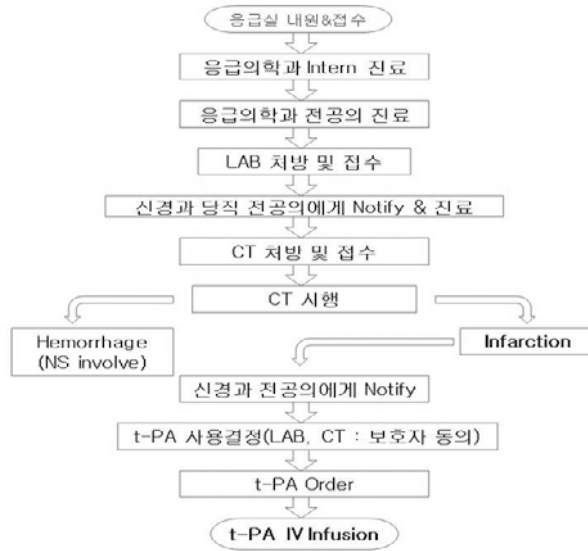 응급실 내원&접수
응급의학과 Intern 진료
응급의학과 전공의 진료
LAB 처방 및 접수
신경과 당직 전공의에게 Notify & 진료
CT 처방 및 접수
CT 시행
Hemorrhage
(NS involve)
Infarction
신경과 전공의에게 Notify
t-PA 사용결정(LAB, CT : 보호자 동의)
t-PA Order
t-PA IV Infusion